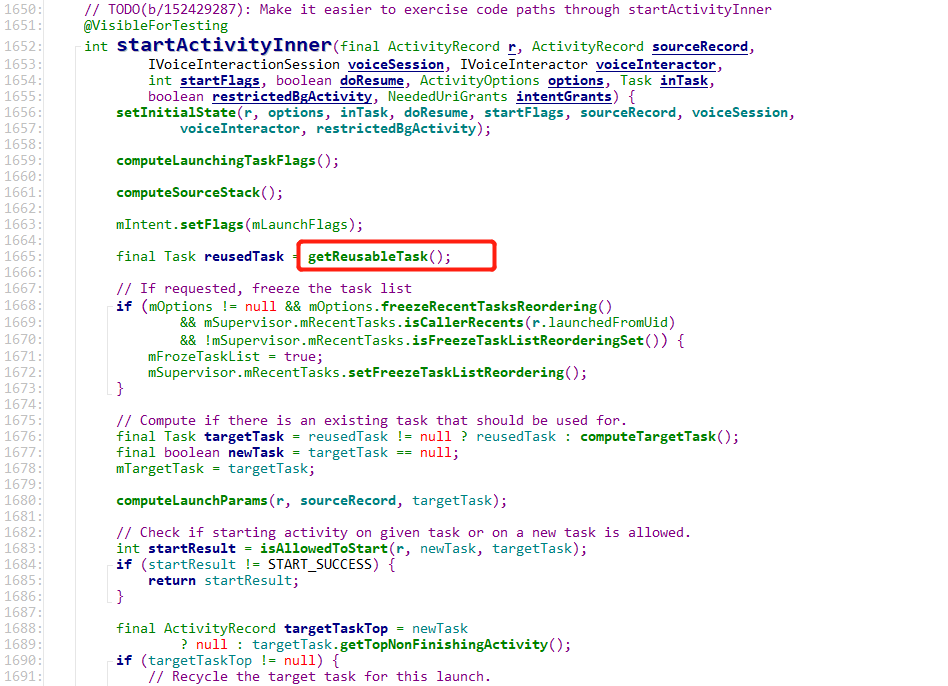 1650: // TODO(b/152429287): Make it easier to exercise code paths through startActivityInner
1651: @VisibleForTesting
1652: int startActivityInner(final ActivityRecord r, ActivityRecord sourceRecord,
1653: IVoiceInteractionSession voiceSession, IVoiceInteractor voiceInteractor,
1654: int startFlags, boolean doResume, ActivityOptions options, Task inTask,
1655: boolean restrictedBgActivity, NeededUriGrants intentGrants) {
1656: setInitialState(r, options, inTask, doResume, startFlags, sourceRecord, voiceSession,
1657: voiceInteractor, restrictedBgActivity);
1658:
1659: computeLaunchingTaskFlags();
1660:
1661: computeSourceStack();
1662:
1663: mIntent.setFlags(mLaunchFlags);
1664:
1665: final Task reusedTask = getReusableTask();
1666:
1667: // If requested, freeze the task list
1668: if (mOptions != null && mOptions.freezeRecentTasksReordering()
1669: && mSupervisor.mRecentTasks.isCallerRecents(r.launchedFromUid)
1670: && !mSupervisor.mRecentTasks.isFreezeTaskListReorderingSet()) {
1671: mFrozeTaskList = true;
1672: mSupervisor.mRecentTasks.setFreezeTaskListReordering();
1673: }
1674:
1675: // Compute if there is an existing task that should be used for.
1676: final Task targetTask = reusedTask != null ? reusedTask : computeTargetTask();
1677: final boolean newTask = targetTask == null;
1678: mTargetTask = targetTask;
1679:
1680: computeLaunchParams(r, sourceRecord, targetTask);
1681:
1682: // Check if starting activity on given task or on a new task is allowed.
1683: int startResult = isAllowedToStart(r, newTask, targetTask);
1684: if (startResult != START_SUCCESS) {
1685: return startResult;
1686: }
1687:
1688: final ActivityRecord targetTaskTop = newTask
1689: ? null : targetTask.getTopNonFinishingActivity();
1690: if (targetTaskTop != null) {
1691: // Recycle the target task for this launch.